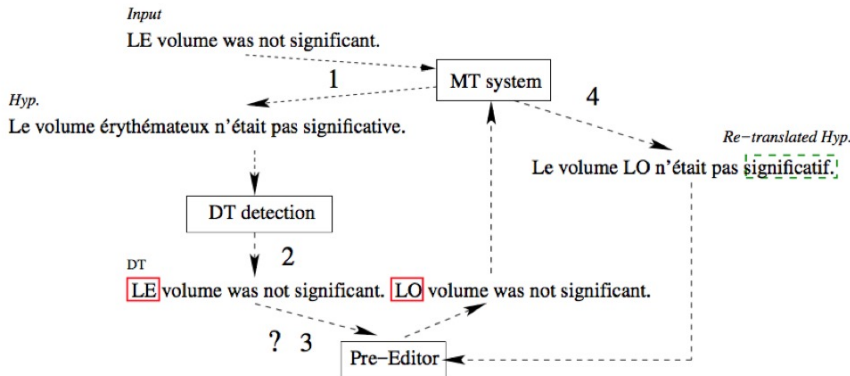 Input
LE volume was not significant.
MT system
1
4
Hyp.
Le volume érythémateux n'était pas significative.
Re−translated Hyp.
Le volume LO n'était pas significatif.
DT detection
2
DT
LE volume was not significant. LO volume was not significant.
? 3
Pre−Editor